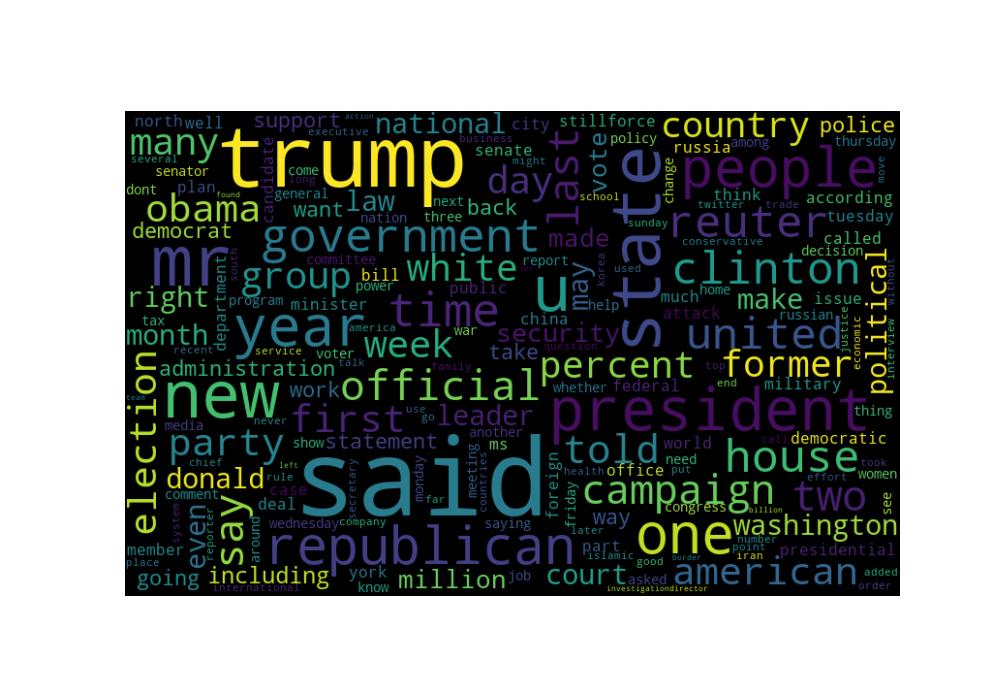 north well support action national city stillforce country police
many trump executive business senate policy russia among thursday
several senator candidate come last vote change people move
dont plan found long general might school think according
obama want law day state twitter trade
democrat nation three next back made sunday reuter tuesday
mr government conservative called decision
south committee report korea used clinton political without
department group bill white u may
right program power public help much home make issue
minister time china attack russian
month tax year america war security united justice economic interview
recent week question
service voter talk family take percent top former
administration official whether federal end military
team new work never use go president thing
media first leader
party show statement another ms told world call democratic
election chief left said foreign need house took
donald rule secretary monday meeting countries health office put women
comment case far campaign effort two see
say deal congress billion
system even reporter wednesday company saying friday way one washington
member around republican later number
place part islamic point iran presidential
going including york million job court good border american added
international know asked investigationdirector order